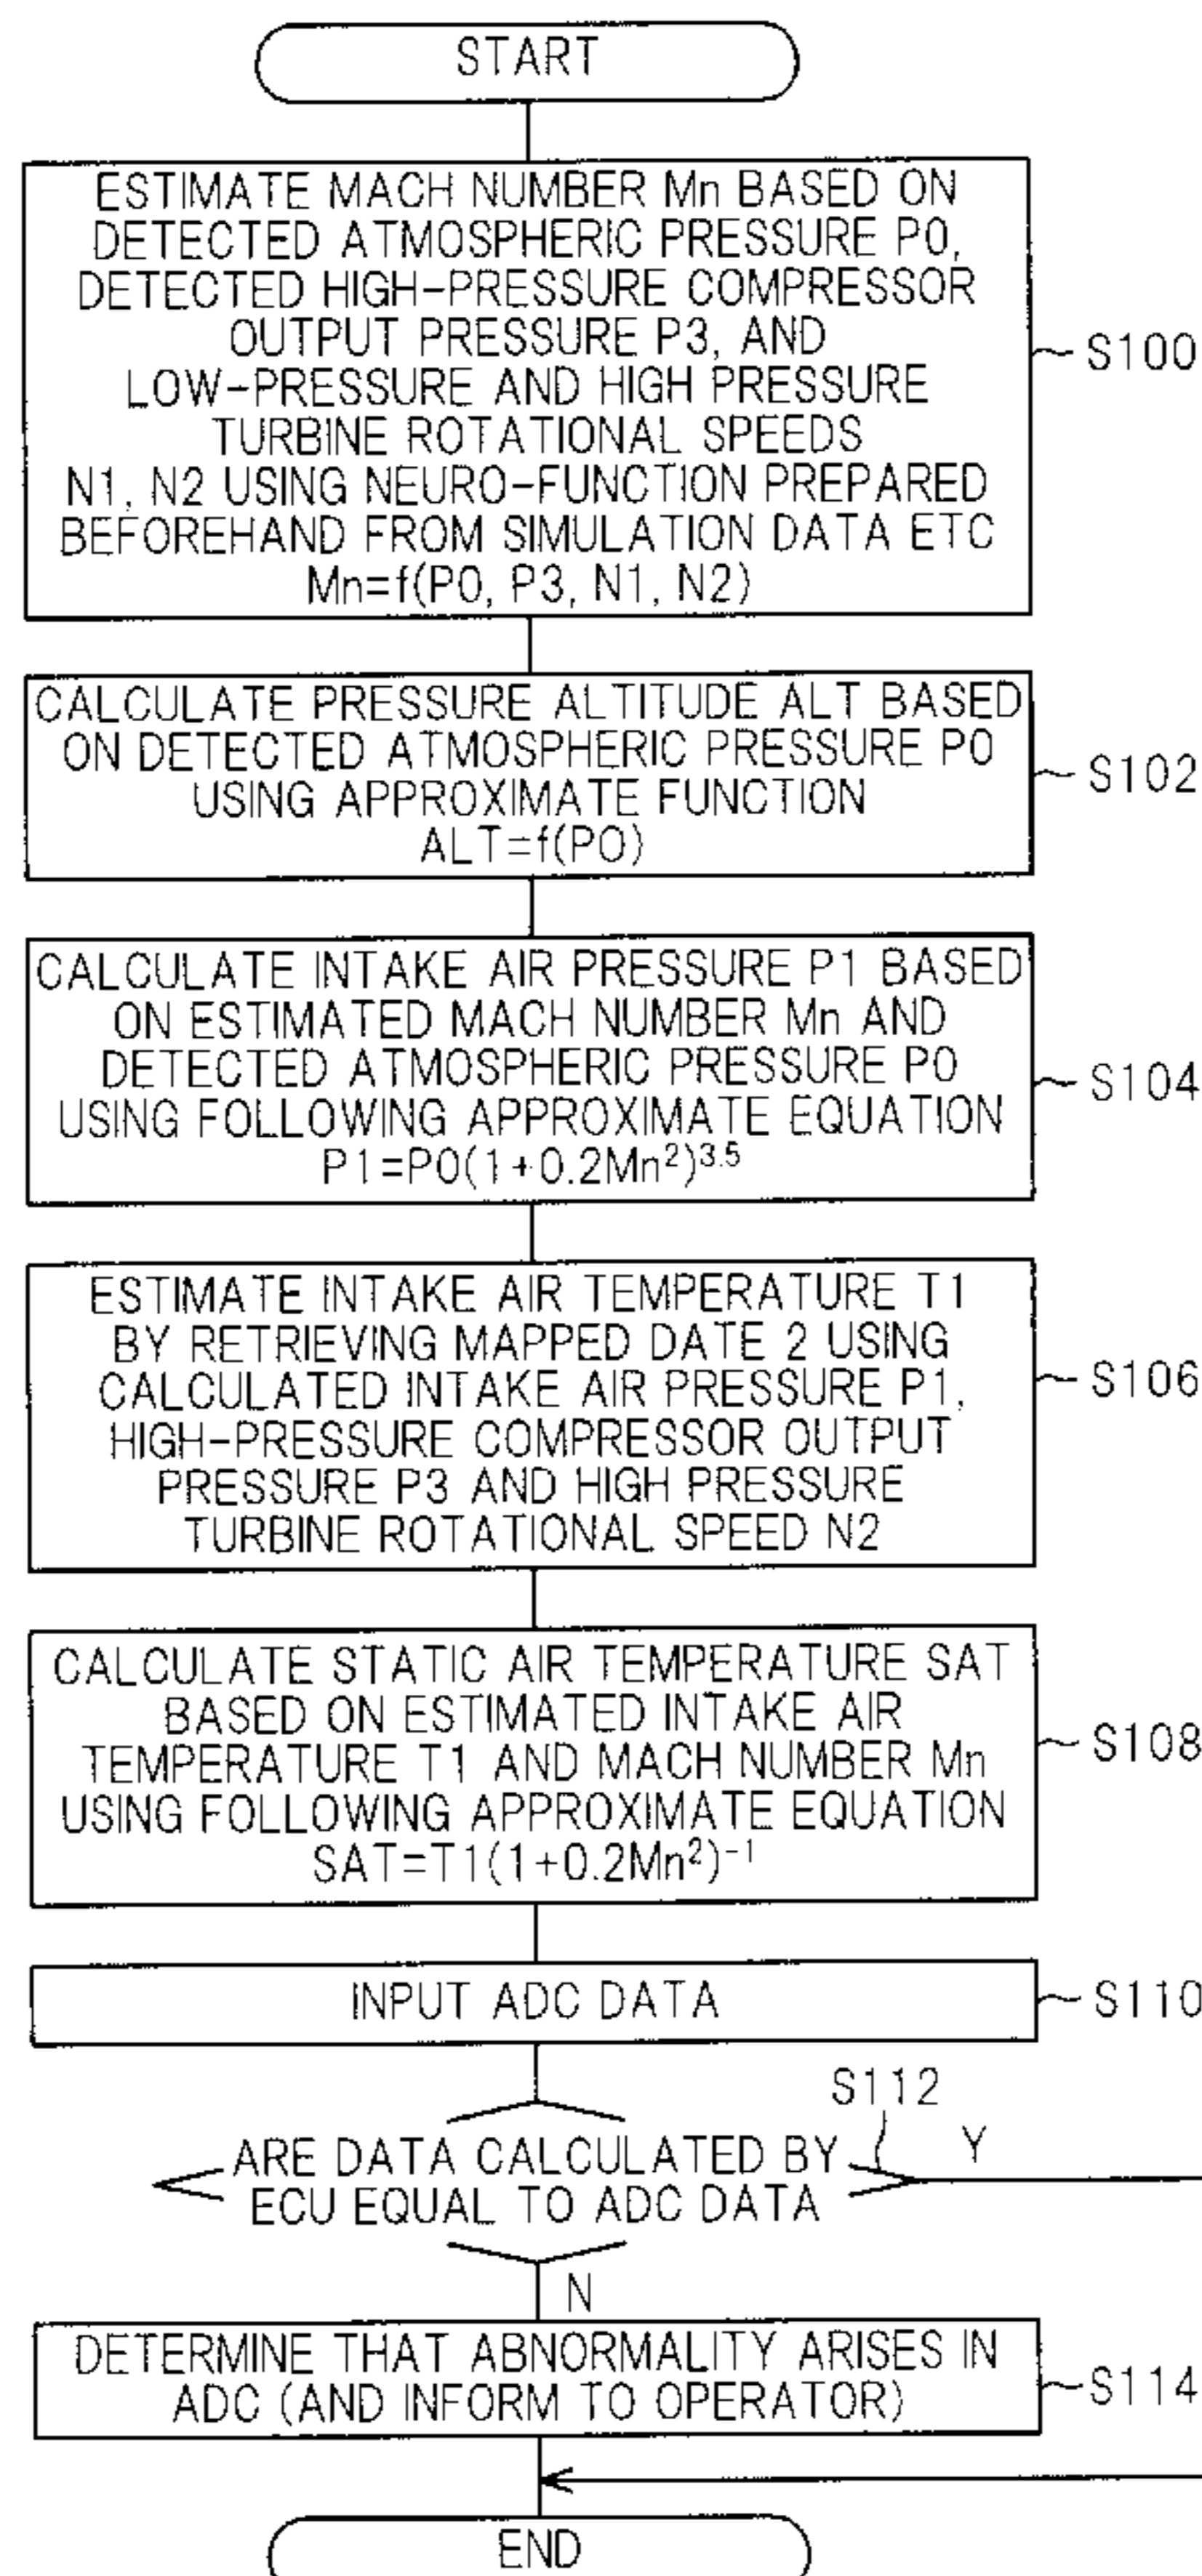 START
ESTIMATE MACH NUMBER Mn BASED ON
DETECTED ATMOSPHERIC PRESSURE P0,
DETECTED HIGH-PRESSURE COMPRESSOR
OUTPUT PRESSURE P3, AND
LOW-PRESSURE AND HIGH PRESSURE
TURBINE ROTATIONAL SPEEDS
N1, N2 USING NEURO-FUNCTION PREPARED
BEFOREHAND FROM SIMULATION DATA ETC
Mn=f(P0, P3, N1, N2)
S100
CALCULATE PRESSURE ALTITUDE ALT BASED
ON DETECTED ATMOSPHERIC PRESSURE P0
USING APPROXIMATE FUNCTION
ALT=f(P0)
S102
CALCULATE INTAKE AIR PRESSURE P1 BASED
ON ESTIMATED MACH NUMBER Mn AND
DETECTED ATMOSPHERIC PRESSURE P0
USING FOLLOWING APPROXIMATE EQUATION
P1=P0(1+0.2Mn²)³·⁵
S104
ESTIMATE INTAKE AIR TEMPERATURE T1
BY RETRIEVING MAPPED DATE 2 USING
CALCULATED INTAKE AIR PRESSURE P1,
HIGH-PRESSURE COMPRESSOR OUTPUT
PRESSURE P3 AND HIGH PRESSURE
TURBINE ROTATIONAL SPEED N2
S106
CALCULATE STATIC AIR TEMPERATURE SAT
BASED ON ESTIMATED INTAKE AIR
TEMPERATURE T1 AND MACH NUMBER Mn
USING FOLLOWING APPROXIMATE EQUATION
SAT=T1(1+0.2Mn²)⁻¹
S108
INPUT ADC DATA
S110
S112
ARE DATA CALCULATED BY
ECU EQUAL TO ADC DATA
Y
N
DETERMINE THAT ABNORMALITY ARISES IN
ADC (AND INFORM TO OPERATOR)
S114
END